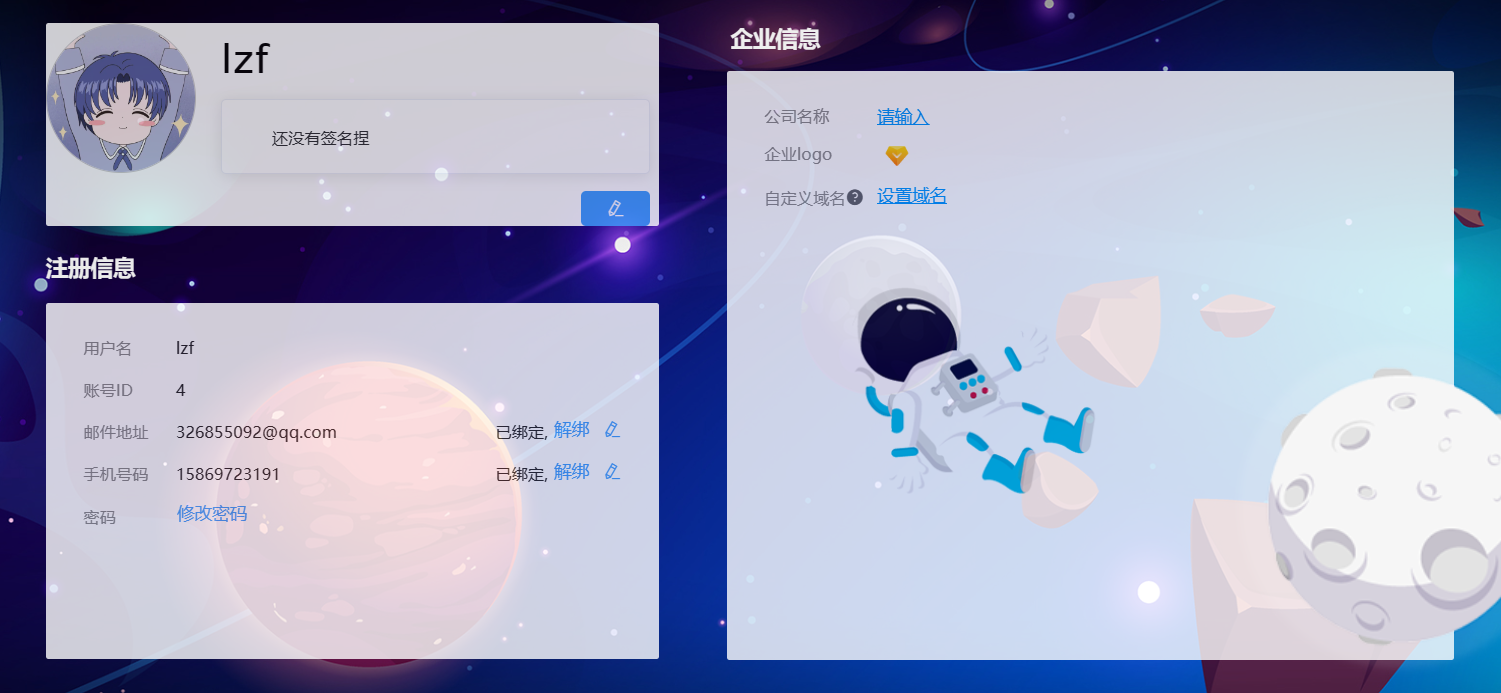 lzf
还没有签名捏
注册信息
用户名 lzf
账号ID 4
邮件地址 326855092@qq.com 已绑定, 解绑
手机号码 15869723191 已绑定, 解绑
密码 修改密码
企业信息
公司名称 请输入
企业logo
自定义域名? 设置域名